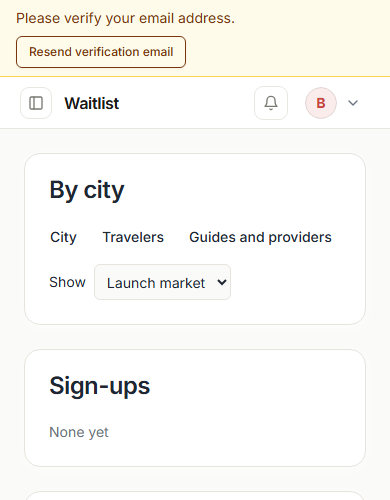 Please verify your email address.
Resend verification email
Waitlist
B
By city
City Travelers Guides and providers
Show Launch market
Sign-ups
None yet